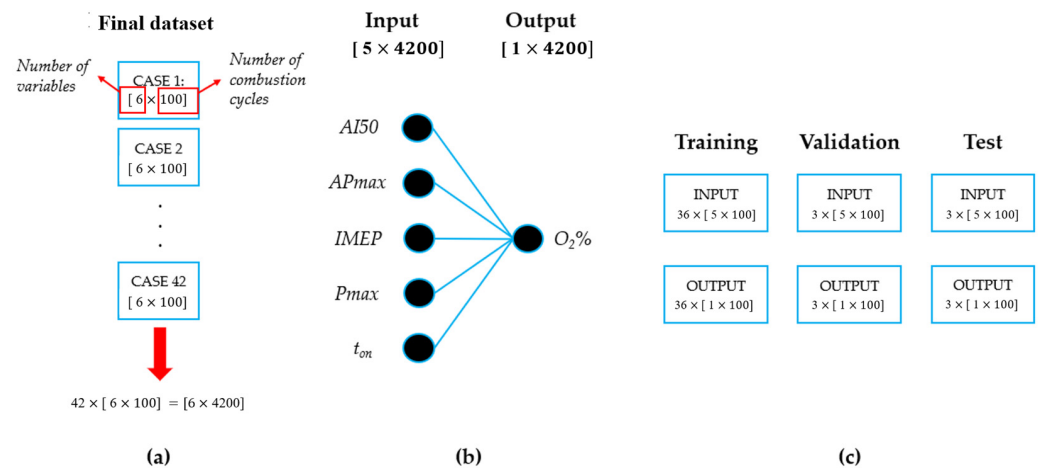 Final dataset
Number of
variables
CASE 1:
[ 6 × 100]
Number of
combustion
cycles
CASE 2
[ 6 × 100]
CASE 42
[ 6 × 100]
42 × [ 6 × 100] = [6 × 4200]
(a)
Input
[ 5 × 4200]
Output
[ 1 × 4200]
AI50
APmax
IMEP
Pmax
t_on
O₂%
(b)
Training
Validation
Test
INPUT
36 × [ 5 × 100]
INPUT
3 × [ 5 × 100]
INPUT
3 × [ 5 × 100]
OUTPUT
36 × [ 1 × 100]
OUTPUT
3 × [ 1 × 100]
OUTPUT
3 × [ 1 × 100]
(c)